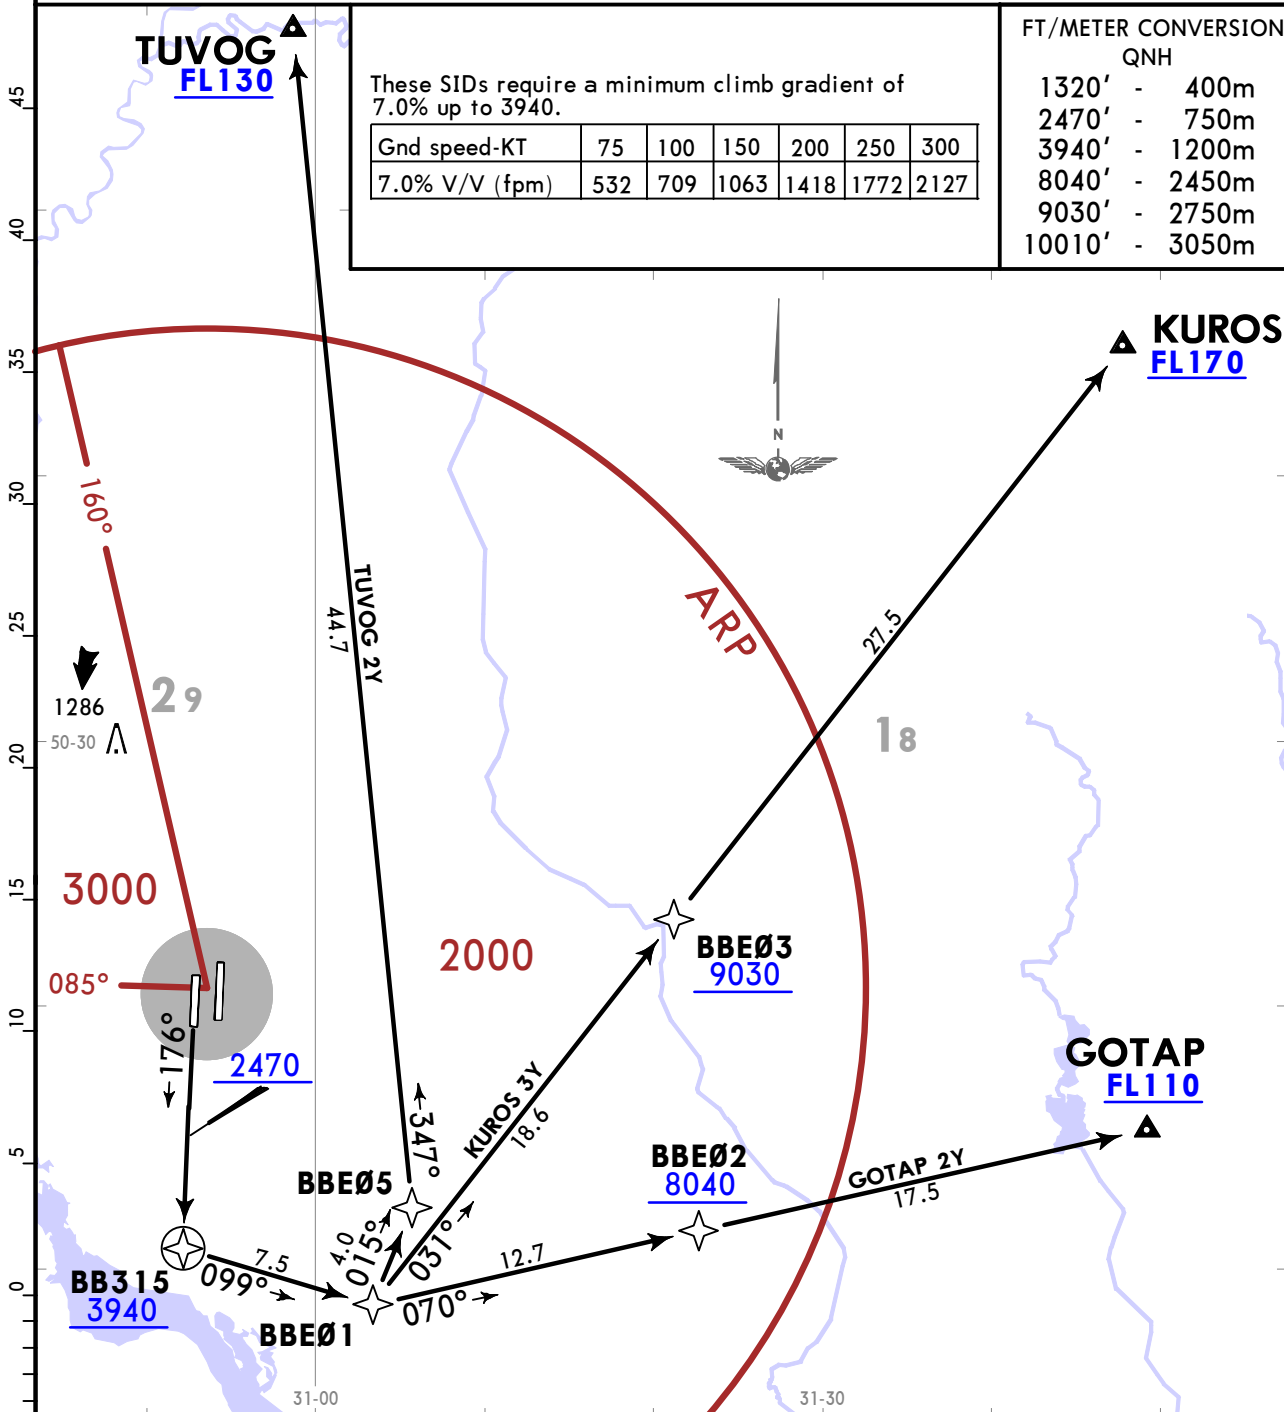 TUVOG
FL130
These SIDs require a minimum climb gradient of
7.0% up to 3940.
Gnd speed-KT 75 100 150 200 250 300
7.0% V/V (fpm) 532 709 1063 1418 1772 2127
FT/METER CONVERSION
QNH
1320' - 400m
2470' - 750m
3940' - 1200m
8040' - 2450m
9030' - 2750m
10010' - 3050m
45
40
35
30
25
20
15
10
5
0
KUROS
FL170
N
160°
ARP
TUVOG 2Y
44.7
27.5
1286
50-30
29
18
3000
2000
085°
BBEØ3
9030
176°
2470
347°
KUROS 3Y
18.6
GOTAP
FL110
BBEØ5
BBEØ2
8040
GOTAP 2Y
17.5
4.0
015°
031°
12.7
7.5
099°
070°
BB315
3940
BBEØ1
31-00
31-30